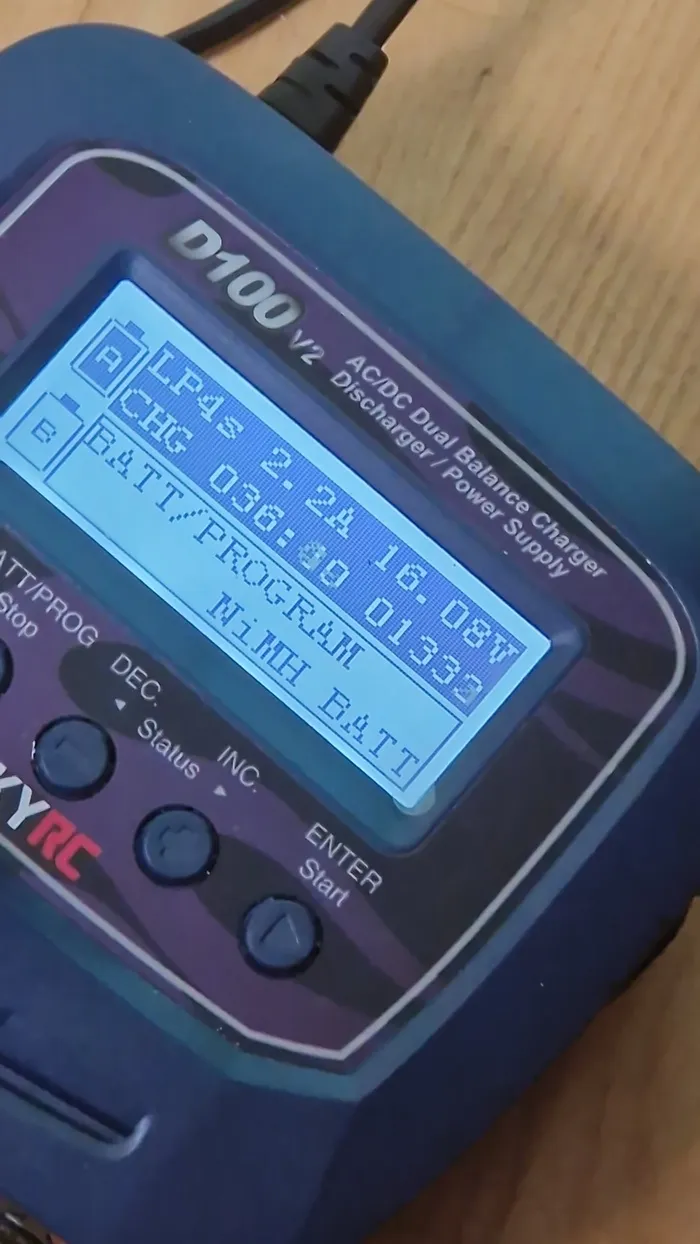 D100 V2
AC/DC Dual Balance Charger
Discharger / Power Supply
A
LP4s 2.2A 16.08V
CHG 01332
B
BATT/PROGRAM
NiMH BATT
ATT/PROG
Stop
DEC.
Status
INC.
ENTER
Start
KYRC